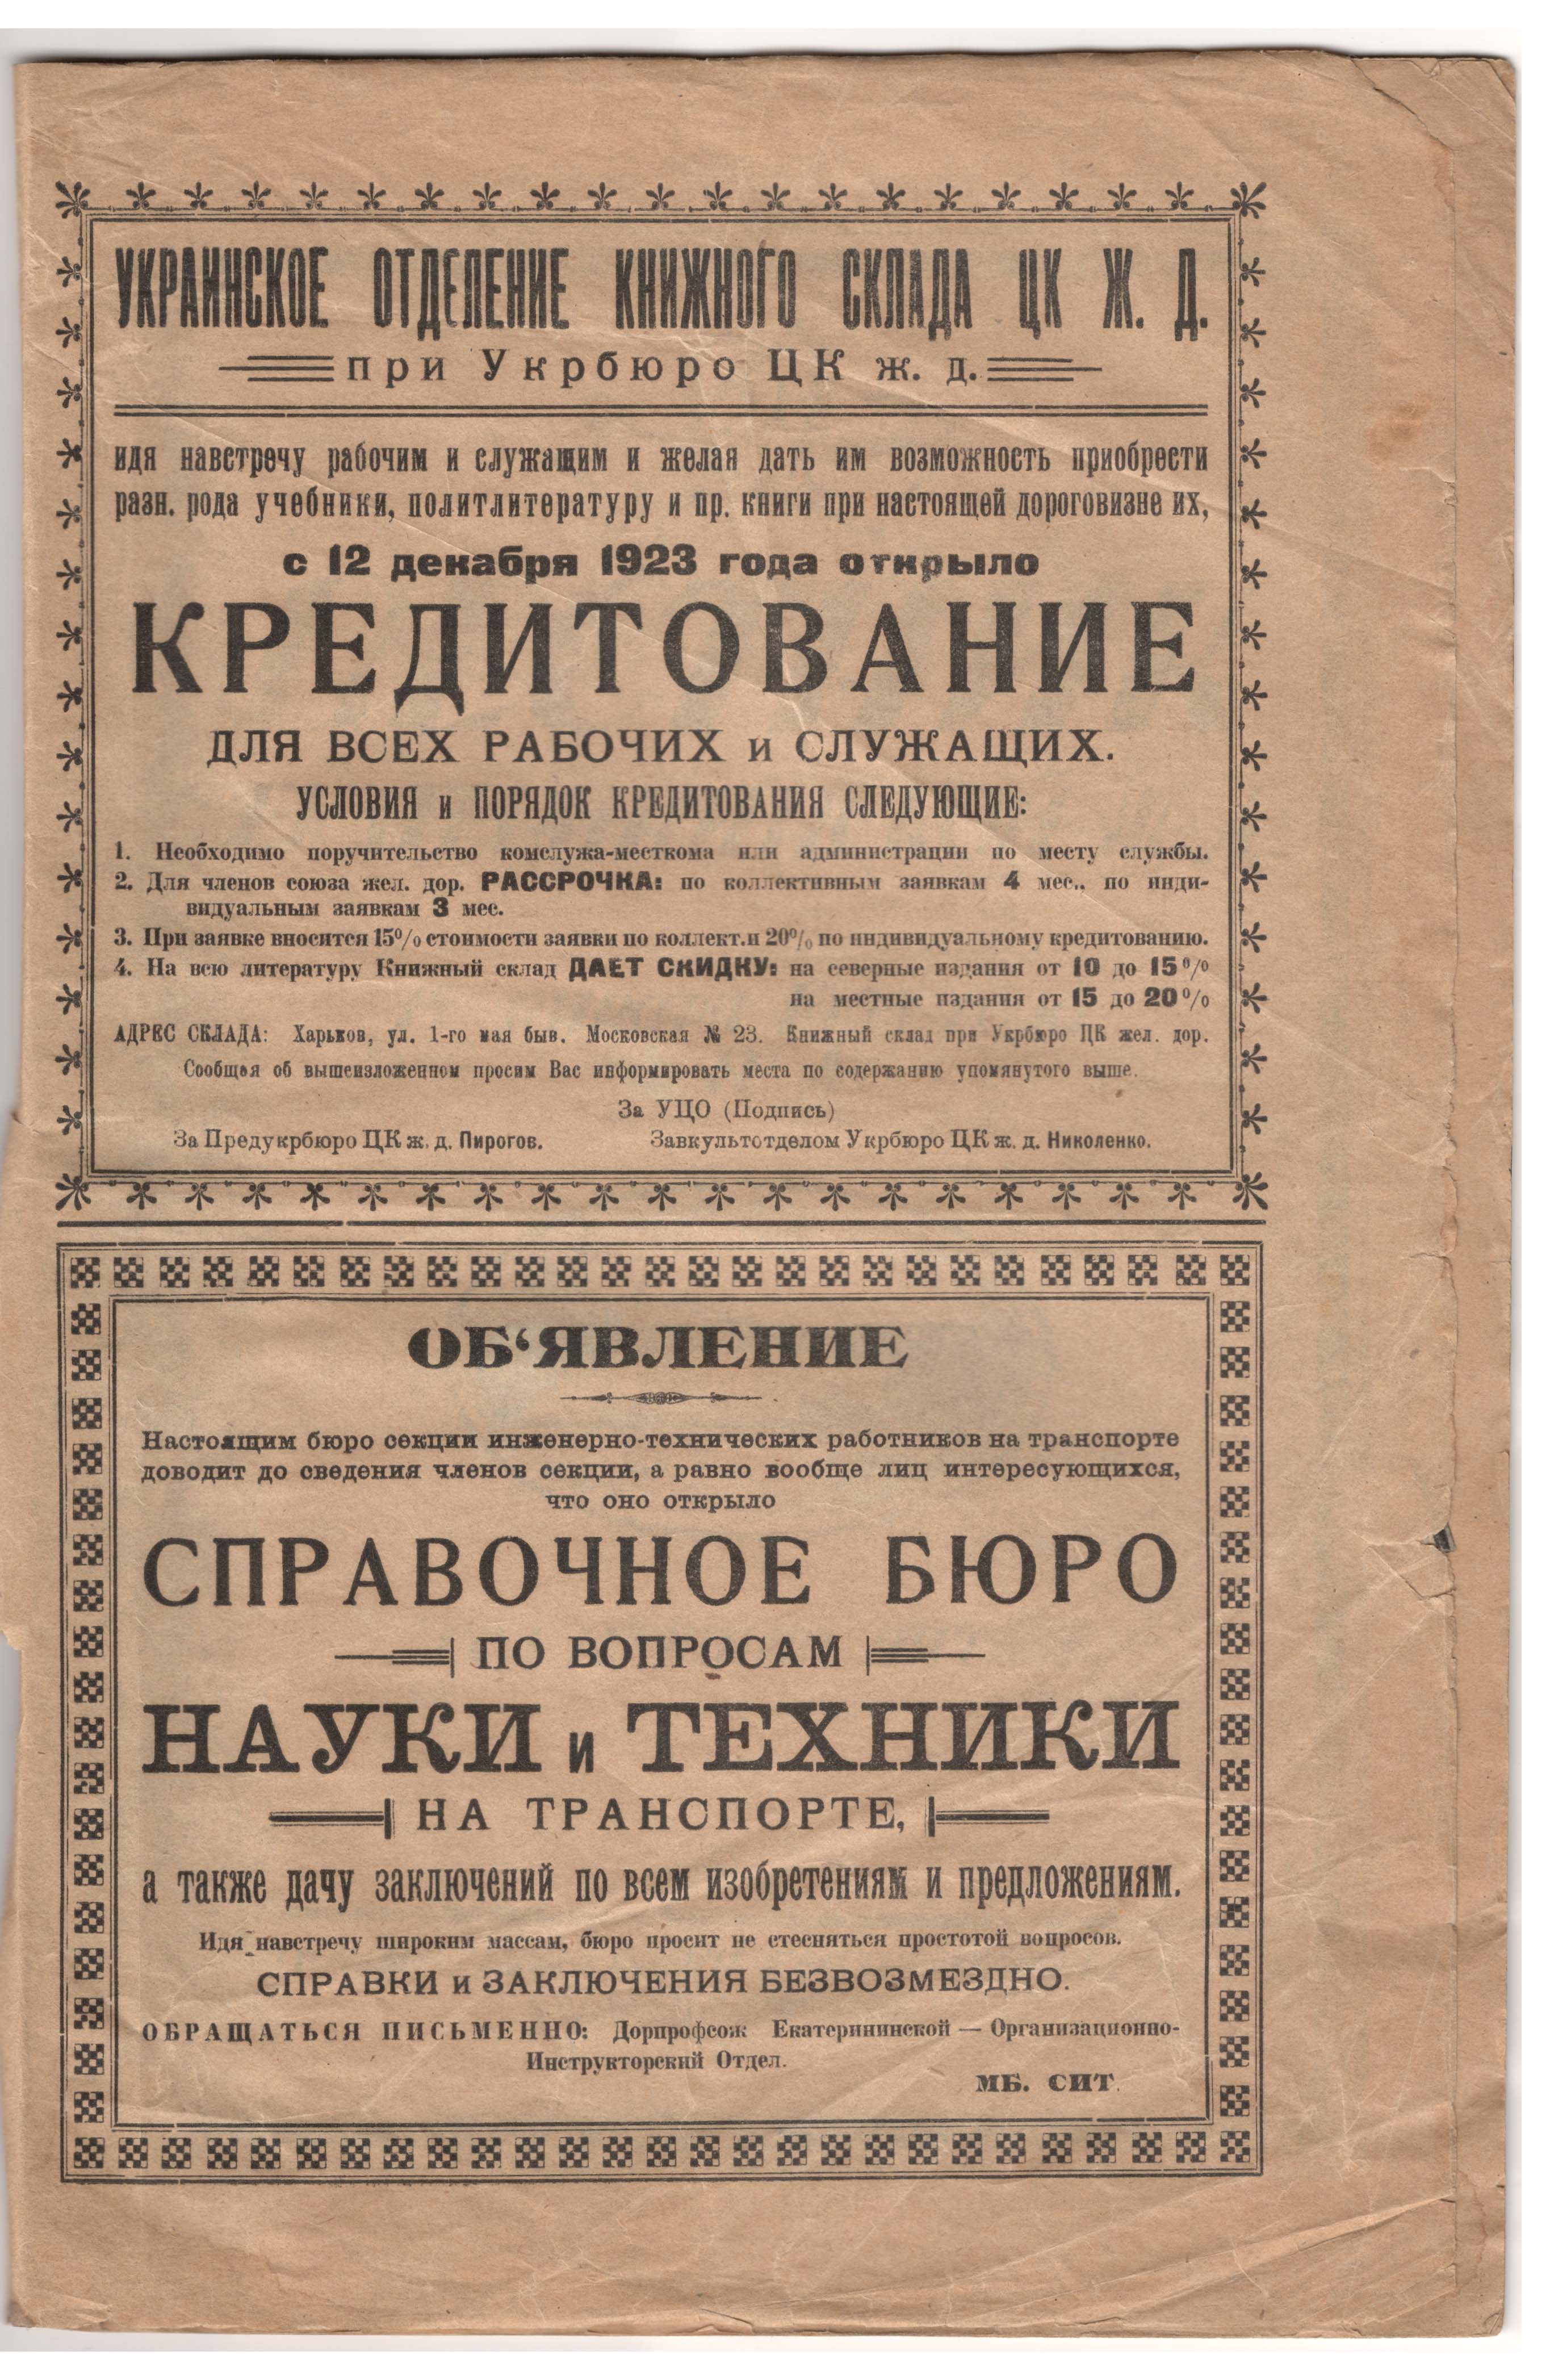 УКРАИНСКОЕ ОТДЕЛЕНИЕ КНИЖНОГО СКЛАДА ЦК Ж. Д.
при Укрбюро ЦК ж. д.
идя навстречу рабочим и служащим и желая дать им возможность приобрести
разн. рода учебники, политлитературу и пр. книги при настоящей дороговизне их,
с 12 декабря 1923 года открыло
КРЕДИТОВАНИЕ
ДЛЯ ВСЕХ РАБОЧИХ и СЛУЖАЩИХ.
УСЛОВИЯ и ПОРЯДОК КРЕДИТОВАНИЯ СЛЕДУЮЩИЕ:
1. Необходимо поручительство комслужа-месткома или администрации по месту службы.
2. Для членов союза жел. дор. РАССРОЧКА: по коллективным заявкам 4 мес.. по инди-
видуальным заявкам 3 мес.
3. При заявке вносится 15% стоимости заявки по коллект. и 20% по индивидуальному кредитованию.
4. На всю литературу Книжный склад ДАЕТ СКИДКУ: на северные издания от 10 до 15%
на местные издания от 15 до 20%
АДРЕС СКЛАДА: Харьков, ул. 1-го мая быв. Московская № 23. Книжный склад при Укрбюро ЦК жел. дор.
Сообщая об вышеизложенном просим Вас информировать места по содержанию упомянутого выше.
За УЦО (Подпись)
За Предукрбюро ЦК ж. д. Пирогов. Завкультотделом Укрбюро ЦК ж. д. Николенко.
ОБ‘ЯВЛЕНИЕ
Настоящим бюро секции инженерно-технических работников на транспорте
доводит до сведения членов секции, а равно вообще лиц интересующихся,
что оно открыло
СПРАВОЧНОЕ БЮРО
ПО ВОПРОСАМ
НАУКИ и ТЕХНИКИ
НА ТРАНСПОРТЕ,
а также дачу заключений по всем изобретениям и предложениям.
Идя навстречу широким массам, бюро просит не стесняться простотой вопросов.
СПРАВКИ и ЗАКЛЮЧЕНИЯ БЕЗВОЗМЕЗДНО.
ОБРАЩАТЬСЯ ПИСЬМЕННО: Дорпрофсож Екатерининской — Организационно-
Инструкторский Отдел.
МБ. СИТ.